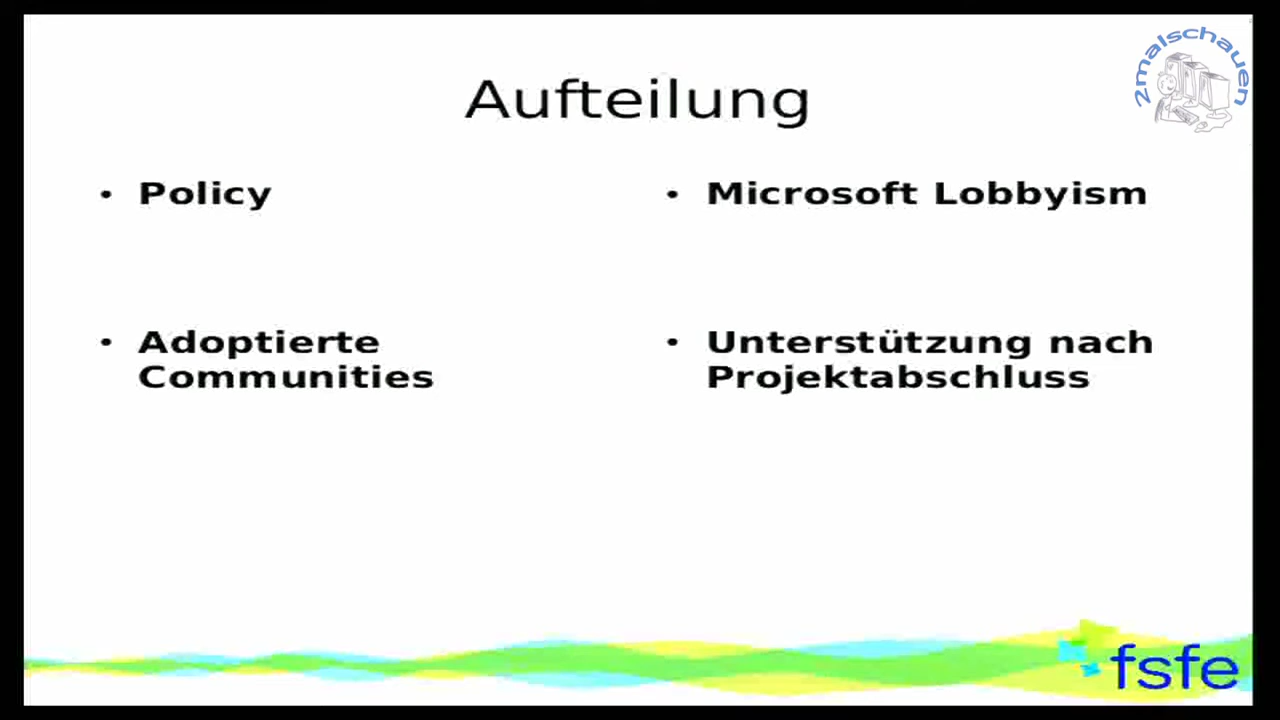 2malschauen
Aufteilung
• Policy
• Adoptierte
Communities
• Microsoft Lobbyism
• Unterstützung nach
Projektabschluss
fsfe